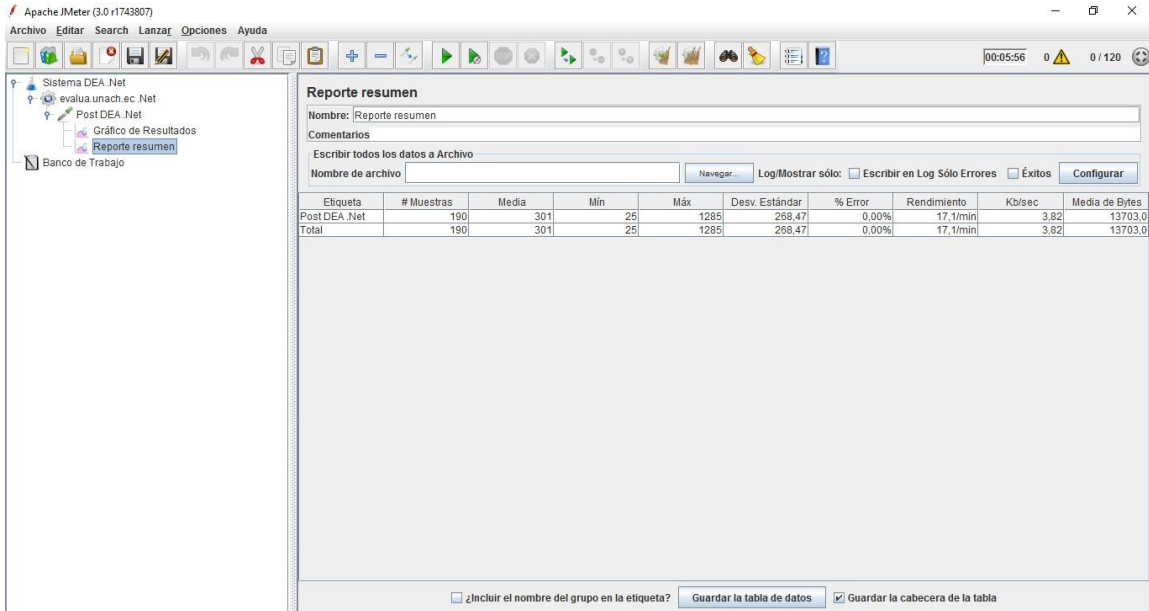 Apache JMeter (3.0 r1743807)
Archivo Editar Search Lanzar Opciones Ayuda
00:05:56 0 0 / 120
Sistema DEA .Net
evalua.unach.ec .Net
Post DEA .Net
Gráfico de Resultados
Reporte resumen
Banco de Trabajo
Reporte resumen
Nombre: Reporte resumen
Comentarios
Escribir todos los datos a Archivo
Nombre de archivo Navegar... Log/Mostrar sólo: Escribir en Log Sólo Errores Éxitos Configurar
Etiqueta # Muestras Media Mín Máx Desv. Estándar % Error Rendimiento Kb/sec Media de Bytes
Post DEA .Net 190 301 25 1285 268,47 0,00% 17,1/min 3,82 13703,0
Total 190 301 25 1285 268,47 0,00% 17,1/min 3,82 13703,0
¿Incluir el nombre del grupo en la etiqueta? Guardar la tabla de datos Guardar la cabecera de la tabla